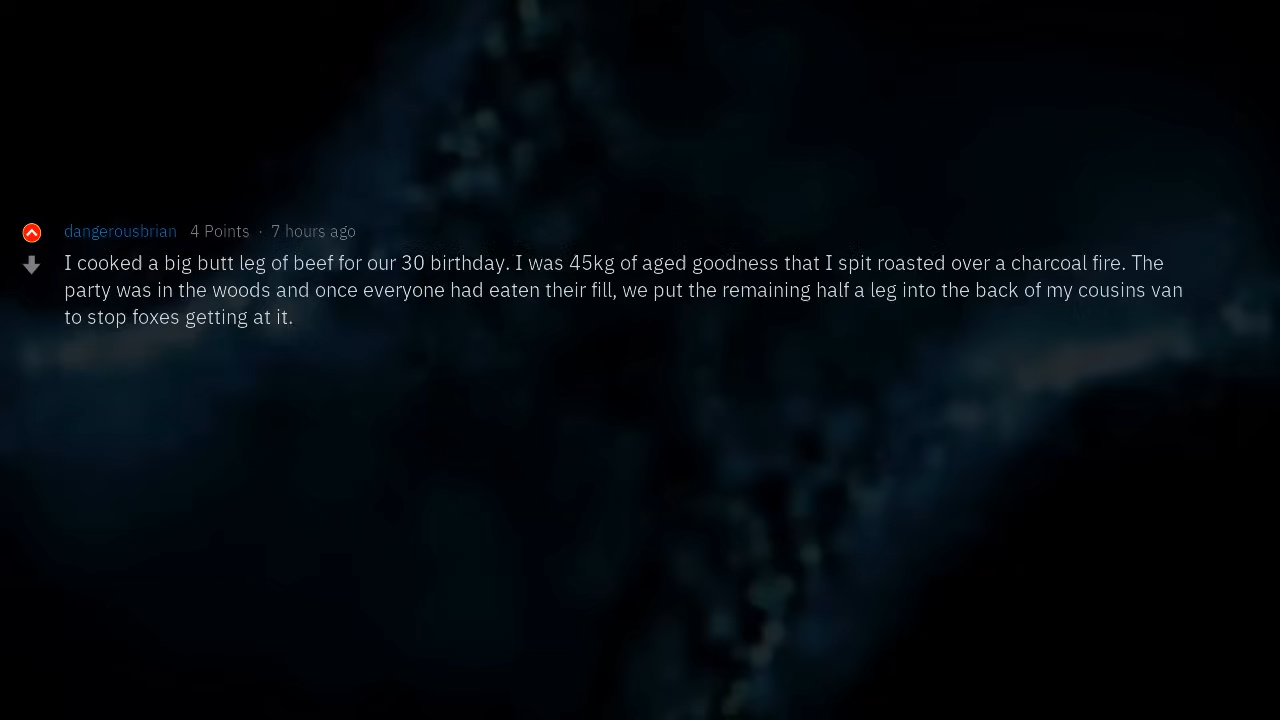 dangerousbrian 4 Points · 7 hours ago
I cooked a big butt leg of beef for our 30 birthday. I was 45kg of aged goodness that I spit roasted over a charcoal fire. The
party was in the woods and once everyone had eaten their fill, we put the remaining half a leg into the back of my cousins van
to stop foxes getting at it.